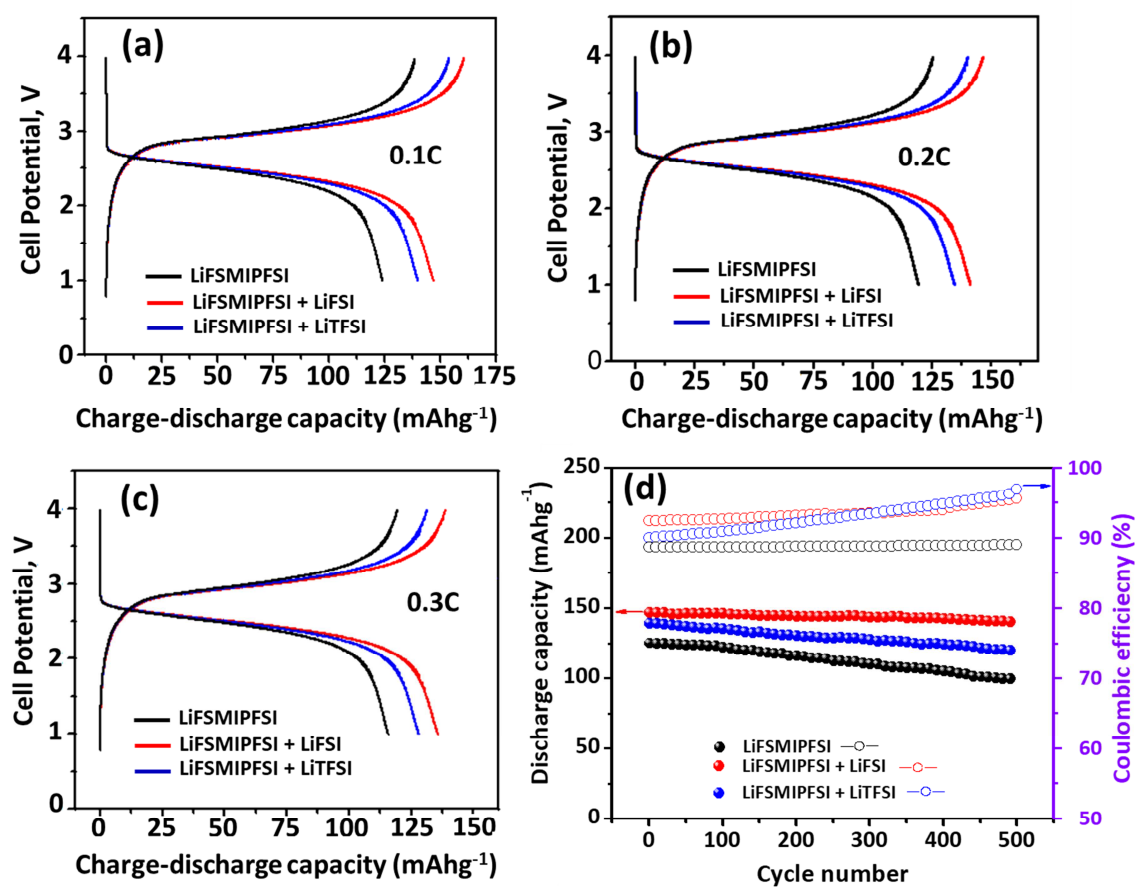 (a)
Cell Potential, V
4
3
2
1
0
0.1C
LiFSMIPFSI
LiFSMIPFSI + LiFSI
LiFSMIPFSI + LiTFSI
0 25 50 75 100 125 150 175
Charge-discharge capacity (mAhg-1)
(b)
Cell Potential, V
4
3
2
1
0
0.2C
LiFSMIPFSI
LiFSMIPFSI + LiFSI
LiFSMIPFSI + LiTFSI
0 25 50 75 100 125 150
Charge-discharge capacity (mAhg-1)
(c)
Cell Potential, V
4
3
2
1
0
0.3C
LiFSMIPFSI
LiFSMIPFSI + LiFSI
LiFSMIPFSI + LiTFSI
0 25 50 75 100 125 150
Charge-discharge capacity (mAhg-1)
(d)
Discharge capacity (mAhg-1)
250
200
150
100
50
0
LiFSMIPFSI
LiFSMIPFSI + LiFSI
LiFSMIPFSI + LiTFSI
0 100 200 300 400 500
Cycle number
100
90
80
70
60
50
Coulombic efficiecny (%)